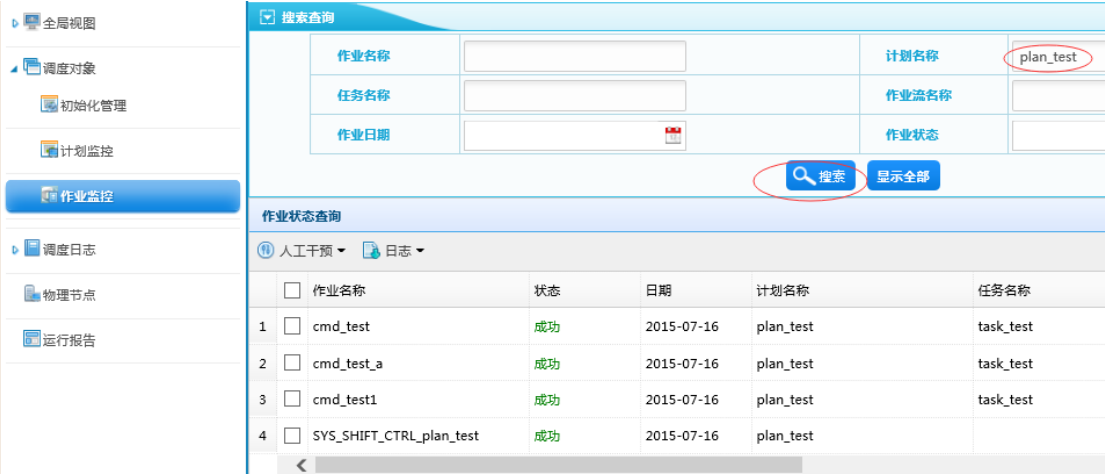 全局视图
调度对象
初始化管理
计划监控
作业监控
调度日志
物理节点
运行报告
搜索查询
作业名称 计划名称 plan_test
任务名称 作业流名称
作业日期 作业状态
搜索 显示全部
作业状态查询
人工干预 日志
作业名称 状态 日期 计划名称 任务名称
1 cmd_test 成功 2015-07-16 plan_test task_test
2 cmd_test_a 成功 2015-07-16 plan_test task_test
3 cmd_test1 成功 2015-07-16 plan_test task_test
4 SYS_SHIFT_CTRL_plan_test 成功 2015-07-16 plan_test